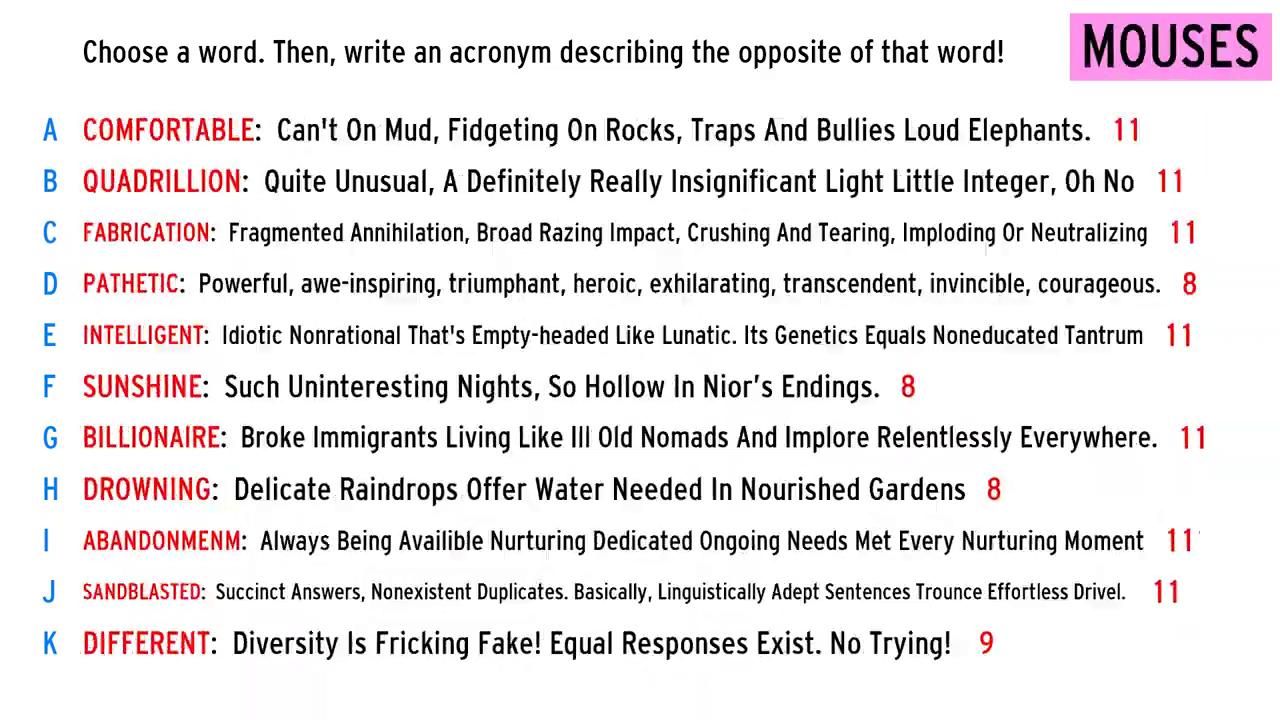 Choose a word. Then, write an acronym describing the opposite of that word!
MOUSES
A COMFORTABLE: Can't On Mud, Fidgeting On Rocks, Traps And Bullies Loud Elephants. 11
B QUADRILLION: Quite Unusual, A Definitely Really Insignificant Light Little Integer, Oh No 11
C FABRICATION: Fragmented Annihilation, Broad Razing Impact, Crushing And Tearing, Imploding Or Neutralizing 11
D PATHETIC: Powerful, awe-inspiring, triumphant, heroic, exhilarating, transcendent, invincible, courageous. 8
E INTELLIGENT: Idiotic Nonrational That's Empty-headed Like Lunatic. Its Genetics Equals Noneducated Tantrum 11
F SUNSHINE: Such Uninteresting Nights, So Hollow In Nior’s Endings. 8
G BILLIONAIRE: Broke Immigrants Living Like Ill Old Nomads And Implore Relentlessly Everywhere. 11
H DROWNING: Delicate Raindrops Offer Water Needed In Nourished Gardens 8
I ABANDONMENM: Always Being Availible Nurturing Dedicated Ongoing Needs Met Every Nurturing Moment 11
J SANDBLASTED: Succinct Answers, Nonexistent Duplicates. Basically, Linguistically Adept Sentences Trounce Effortless Drivel. 11
K DIFFERENT: Diversity Is Fricking Fake! Equal Responses Exist. No Trying! 9